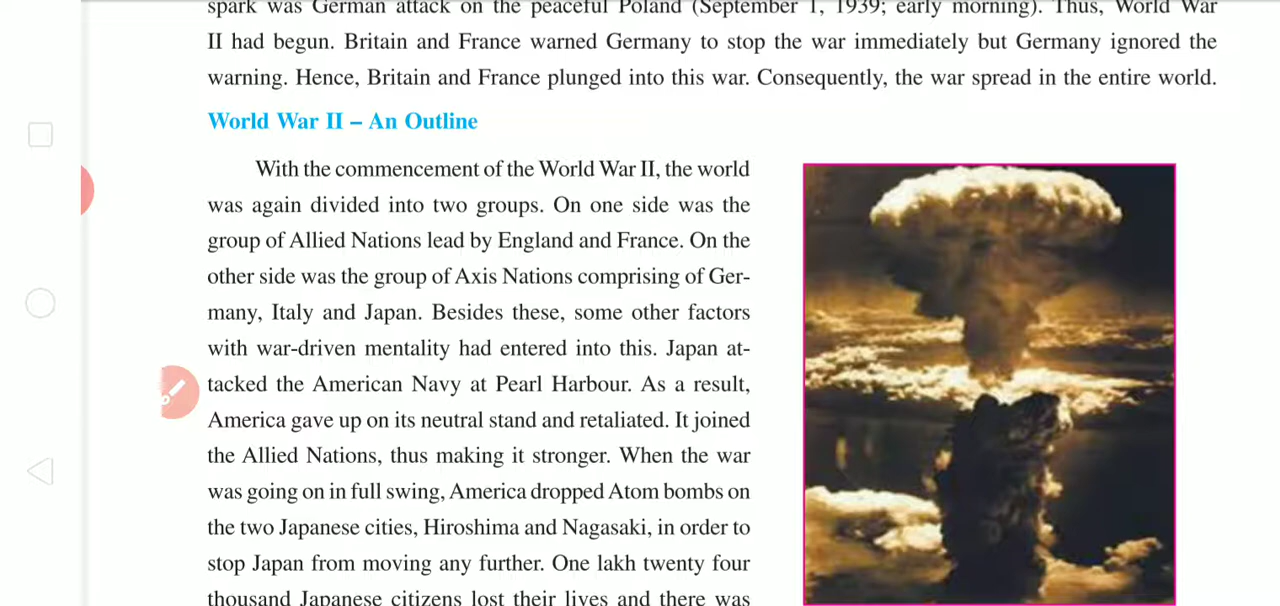 spark was German attack on the peaceful Poland (September 1, 1939; early morning). Thus, World War
II had begun. Britain and France warned Germany to stop the war immediately but Germany ignored the
warning. Hence, Britain and France plunged into this war. Consequently, the war spread in the entire world.
World War II – An Outline
With the commencement of the World War II, the world
was again divided into two groups. On one side was the
group of Allied Nations lead by England and France. On the
other side was the group of Axis Nations comprising of Ger-
many, Italy and Japan. Besides these, some other factors
with war-driven mentality had entered into this. Japan at-
tacked the American Navy at Pearl Harbour. As a result,
America gave up on its neutral stand and retaliated. It joined
the Allied Nations, thus making it stronger. When the war
was going on in full swing, America dropped Atom bombs on
the two Japanese cities, Hiroshima and Nagasaki, in order to
stop Japan from moving any further. One lakh twenty four
thousand Japanese citizens lost their lives and there was